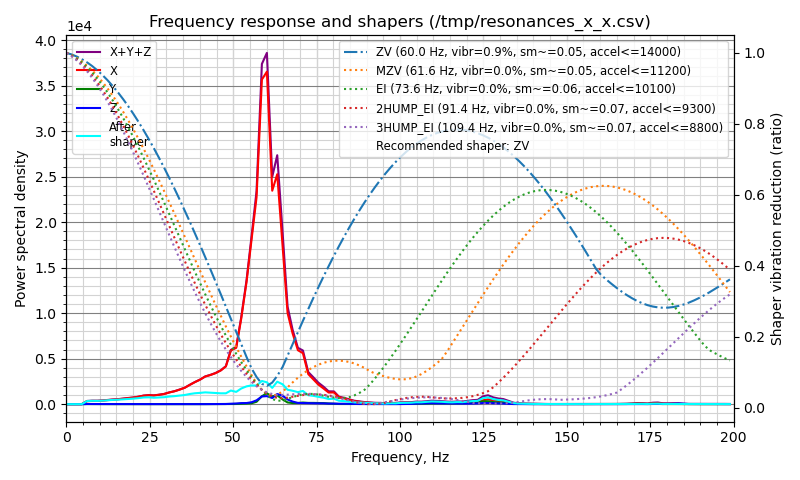 Frequency response and shapers (/tmp/resonances_x_x.csv)
1e4
X+Y+Z
X
Y
Z
After
shaper
ZV (60.0 Hz, vibr=0.9%, sm~=0.05, accel<=14000)
MZV (61.6 Hz, vibr=0.0%, sm~=0.05, accel<=11200)
EI (73.6 Hz, vibr=0.0%, sm~=0.06, accel<=10100)
2HUMP_EI (91.4 Hz, vibr=0.0%, sm~=0.07, accel<=9300)
3HUMP_EI (109.4 Hz, vibr=0.0%, sm~=0.07, accel<=8800)
Recommended shaper: ZV
Power spectral density
4.0
3.5
3.0
2.5
2.0
1.5
1.0
0.5
0.0
1.0
0.8
0.6
0.4
0.2
0.0
Shaper vibration reduction (ratio)
0 25 50 75 100 125 150 175 200
Frequency, Hz